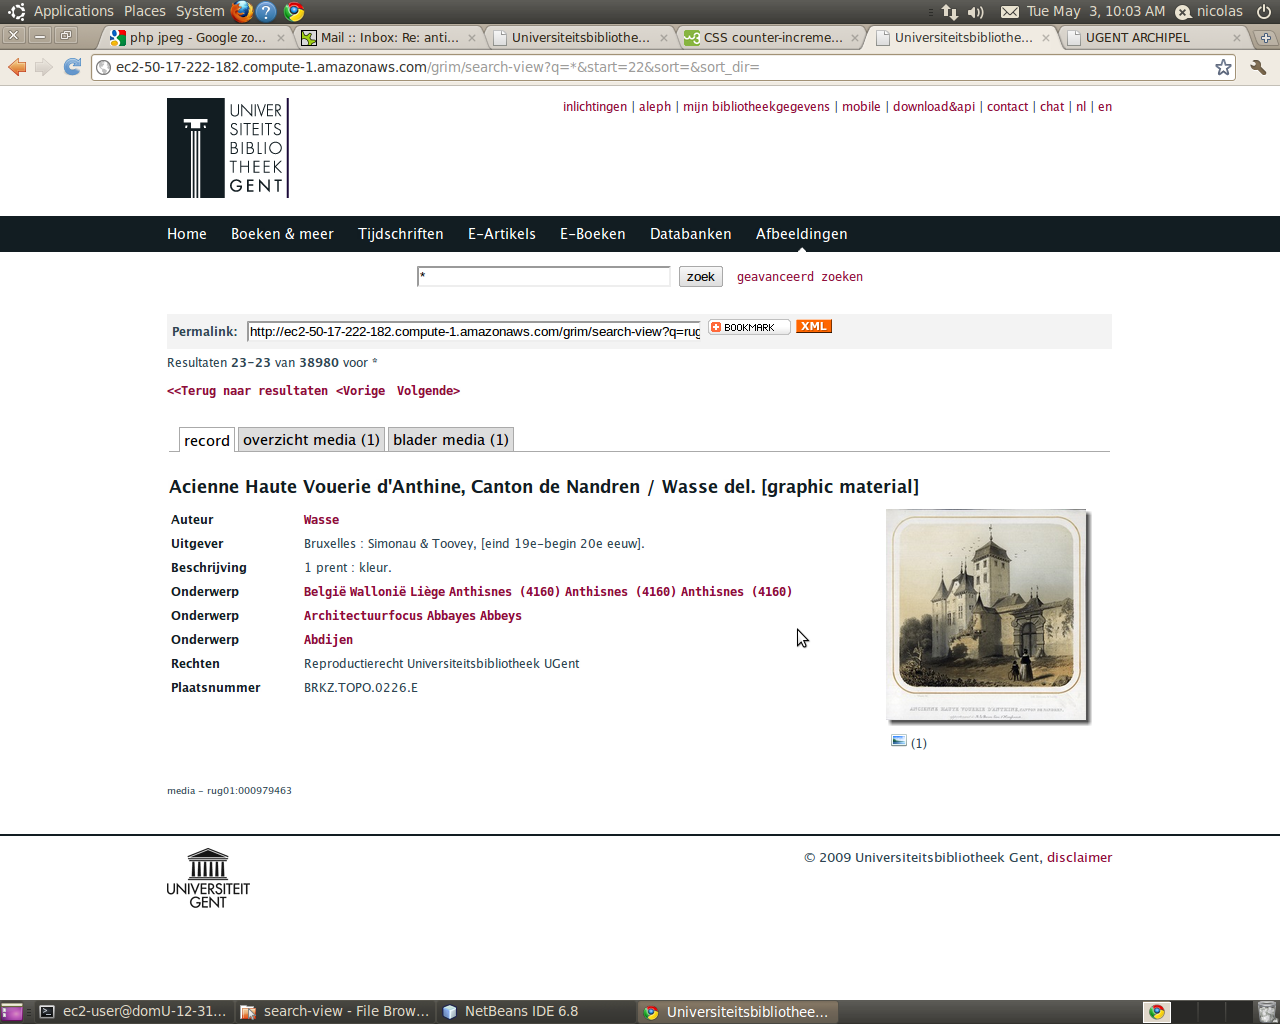 Applications Places System Tue May 3, 10:03 AM nicolas
php jpeg - Google zo... Mail :: Inbox: Re: anti... Universiteitsbibliothe... CSS counter-increme... Universiteitsbibliothe... UGENT ARCHIPEL
ec2-50-17-222-182.compute-1.amazonaws.com/grim/search-view?q=*&start=22&sort=&sort_dir=
UNIVER
SITEITS
BIBLIO
THEEK
GENT
inlichtingen | aleph | mijn bibliotheekgegevens | mobile | download&api | contact | chat | nl | en
Home Boeken & meer Tijdschriften E-Artikels E-Boeken Databanken Afbeeldingen
* zoek geavanceerd zoeken
Permalink: http://ec2-50-17-222-182.compute-1.amazonaws.com/grim/search-view?q=rug BOOKMARK XML
Resultaten 23-23 van 38980 voor *
<<Terug naar resultaten <Vorige Volgende>
record overzicht media (1) blader media (1)
Acienne Haute Vouerie d'Anthine, Canton de Nandren / Wasse del. [graphic material]
Auteur Wasse
Uitgever Bruxelles : Simonau & Toovey, [eind 19e-begin 20e eeuw].
Beschrijving 1 prent : kleur.
Onderwerp België Wallonië Liège Anthisnes (4160) Anthisnes (4160) Anthisnes (4160)
Onderwerp Architectuurfocus Abbayes Abbeys
Onderwerp Abdijen
Rechten Reproductierecht Universiteitsbibliotheek UGent
Plaatsnummer BRKZ.TOPO.0226.E
ANCIENNE HAUTE VOUERIE D'ANTHINE,
(1)
media - rug01:000979463
UNIVERSITEIT
GENT
© 2009 Universiteitsbibliotheek Gent, disclaimer
ec2-user@domU-12-31... search-view - File Brow... NetBeans IDE 6.8 Universiteitsbibliothee...